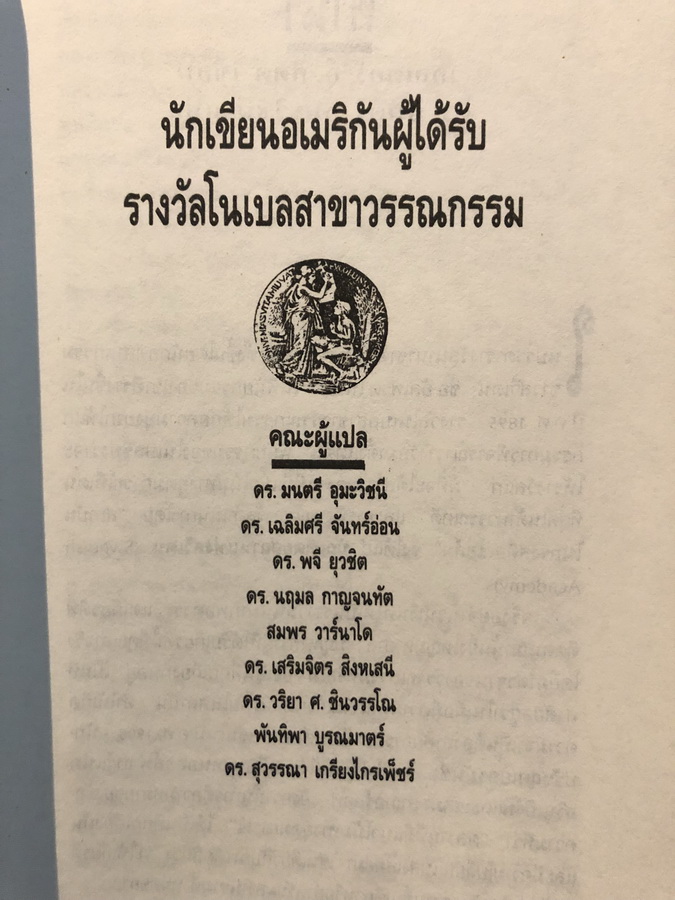 นักเขียนอเมริกันผู้ได้รับ
รางวัลโนเบลสาขาวรรณกรรม
คณะผู้แปล
ดร. มนตรี อุมะวิชนี
ดร. เฉลิมศรี จันทร์อ่อน
ดร. พจี ยุวชิต
ดร. นฤมล กาญจนทัต
สมพร วาร์นาโด
ดร. เสริมจิตร สิงหเสนี
ดร. วริยา ศ. ชินวรรโณ
พันทิพา บูรณมาตร์
ดร. สุวรรณา เกรียงไกรเพ็ชร์